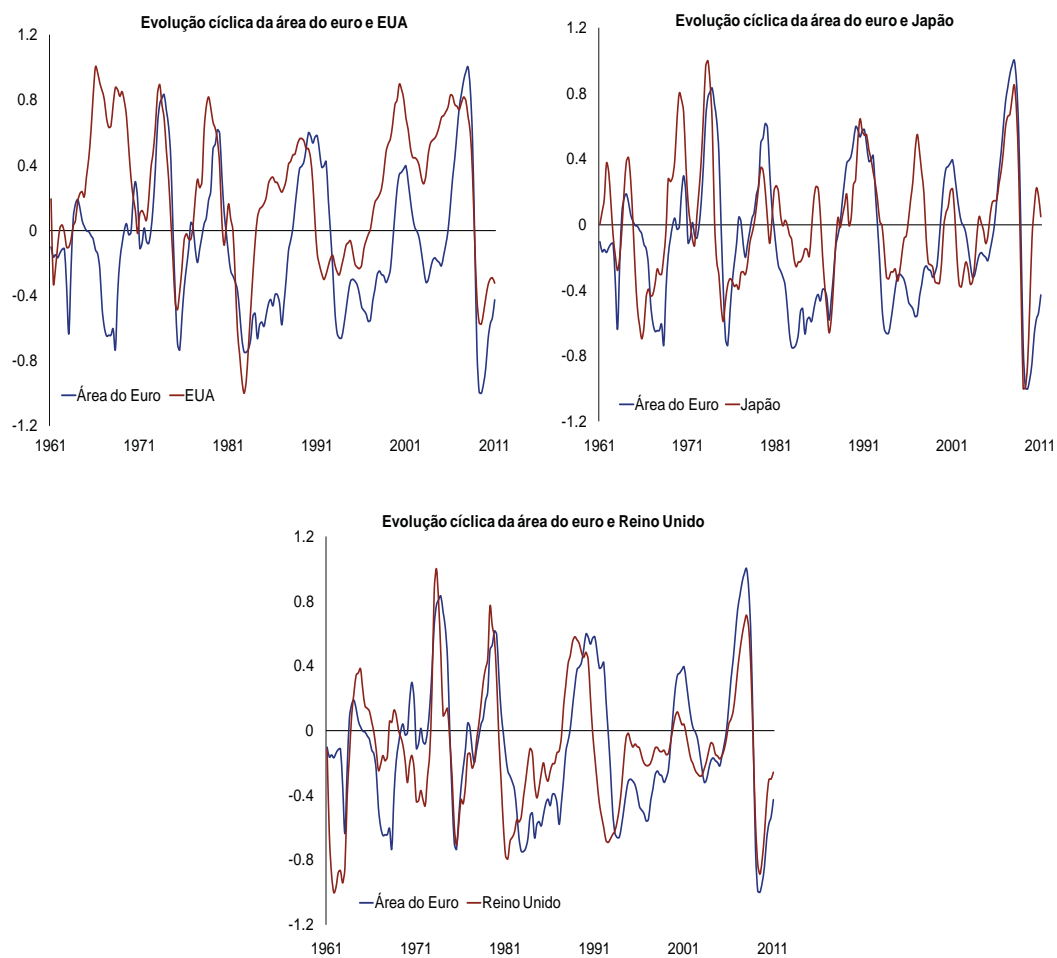 Evolução cíclica da área do euro e EUA
1.2
0.8
0.4
0
-0.4
-0.8
-1.2
Área do Euro EUA
1961 1971 1981 1991 2001 2011
Evolução cíclica da área do euro e Japão
1.2
0.8
0.4
0
-0.4
-0.8
-1.2
Área do Euro Japão
1961 1971 1981 1991 2001 2011
Evolução cíclica da área do euro e Reino Unido
1.2
0.8
0.4
0
-0.4
-0.8
-1.2
Área do Euro Reino Unido
1961 1971 1981 1991 2001 2011